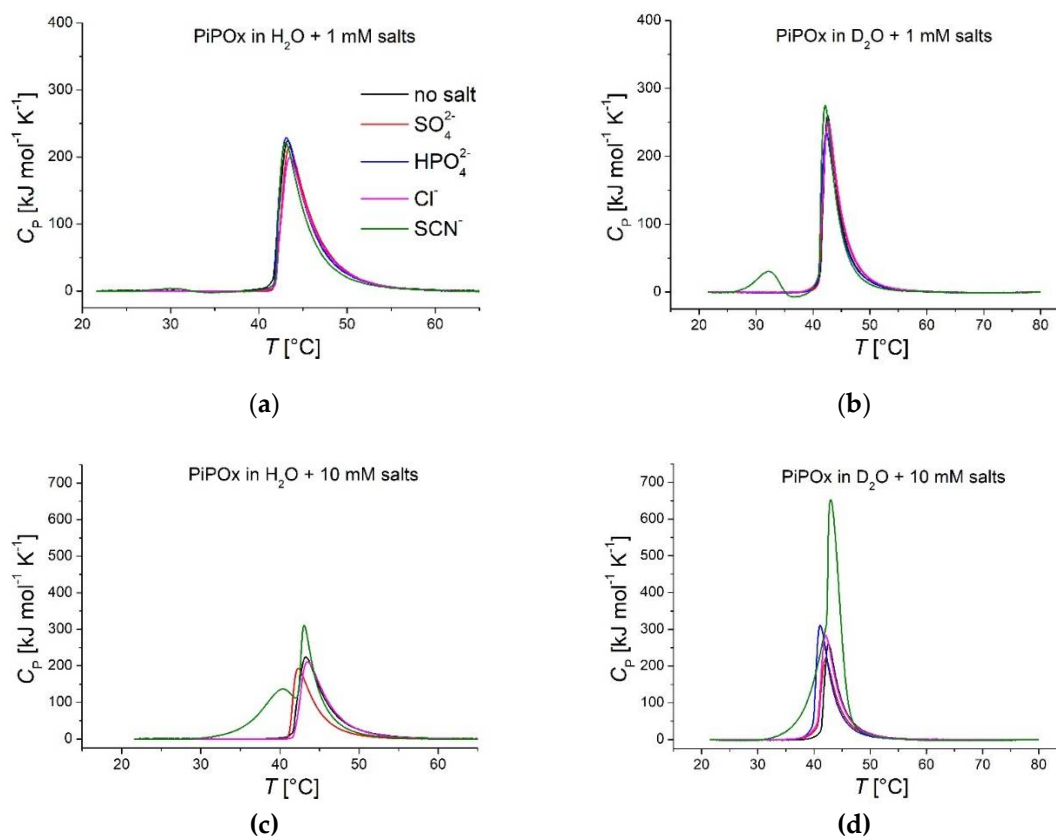 PiPOx in H₂O + 1 mM salts
400
300
200
100
0
C_P [kJ mol⁻¹ K⁻¹]
no salt
SO₄²⁻
HPO₄²⁻
Cl⁻
SCN⁻
20 30 40 50 60
T [°C]
(a)
PiPOx in D₂O + 1 mM salts
400
300
200
100
0
C_P [kJ mol⁻¹ K⁻¹]
20 30 40 50 60 70 80
T [°C]
(b)
PiPOx in H₂O + 10 mM salts
700
600
500
400
300
200
100
0
C_P [kJ mol⁻¹ K⁻¹]
20 30 40 50 60
T [°C]
(c)
PiPOx in D₂O + 10 mM salts
700
600
500
400
300
200
100
0
C_P [kJ mol⁻¹ K⁻¹]
20 30 40 50 60 70 80
T [°C]
(d)